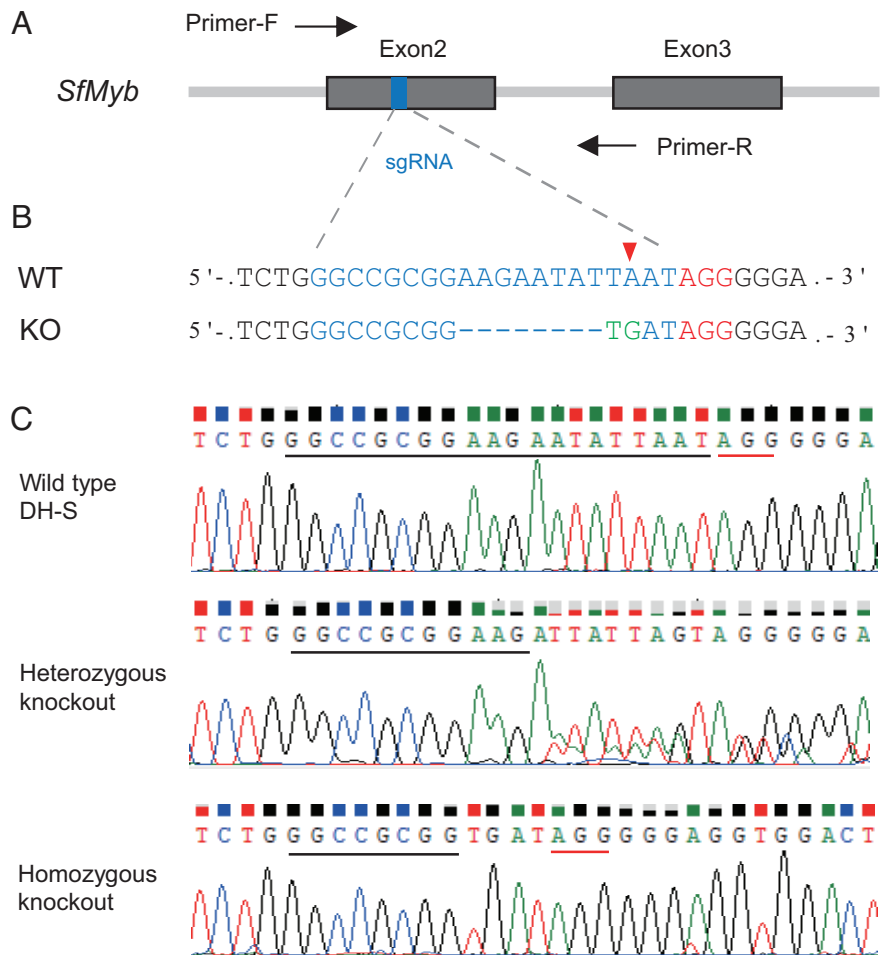 A
Primer-F
Exon2
Exon3
SfMyb
sgRNA
Primer-R
B
WT 5'-.TCTGGGCCGCGGAAGAATATTAATAGGGGGA.-3'
KO 5'-.TCTGGGCCGCGG--------TGATAGGGGGA.-3'
C
TCTGGGCCGCGGAAGAATATTAATAGGGGGA
Wild type
DH-S
TCTGGGCCGCGGAAGATTATTAGTAGGGGGA
Heterozygous
knockout
TCTGGGCCGCGGTGATAGGGGGAGGTGGACT
Homozygous
knockout